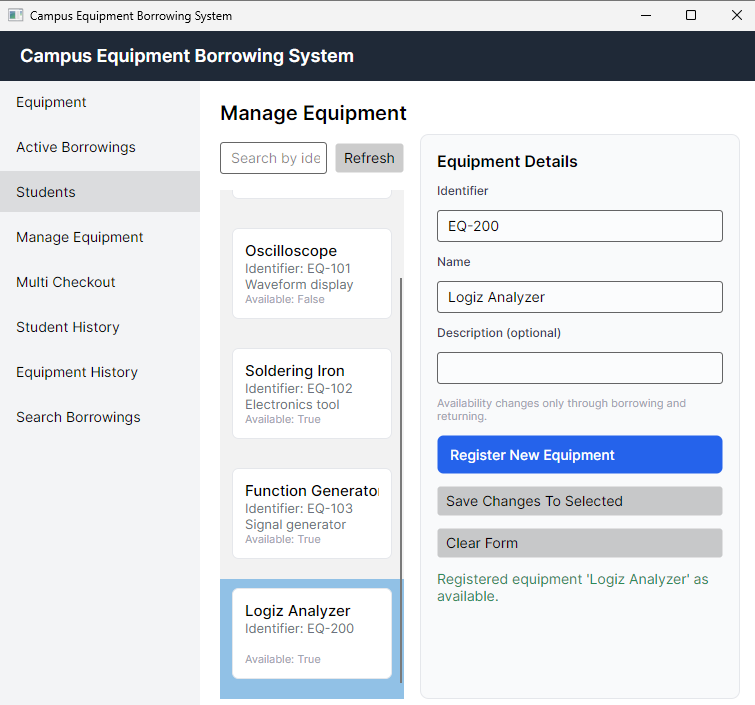 Campus Equipment Borrowing System
Campus Equipment Borrowing System
Equipment
Active Borrowings
Students
Manage Equipment
Multi Checkout
Student History
Equipment History
Search Borrowings
Manage Equipment
Search by ide
Refresh
Oscilloscope
Identifier: EQ-101
Waveform display
Available: False
Soldering Iron
Identifier: EQ-102
Electronics tool
Available: True
Function Generator
Identifier: EQ-103
Signal generator
Available: True
Logiz Analyzer
Identifier: EQ-200
Available: True
Equipment Details
Identifier
EQ-200
Name
Logiz Analyzer
Description (optional)
Availability changes only through borrowing and
returning.
Register New Equipment
Save Changes To Selected
Clear Form
Registered equipment 'Logiz Analyzer' as
available.